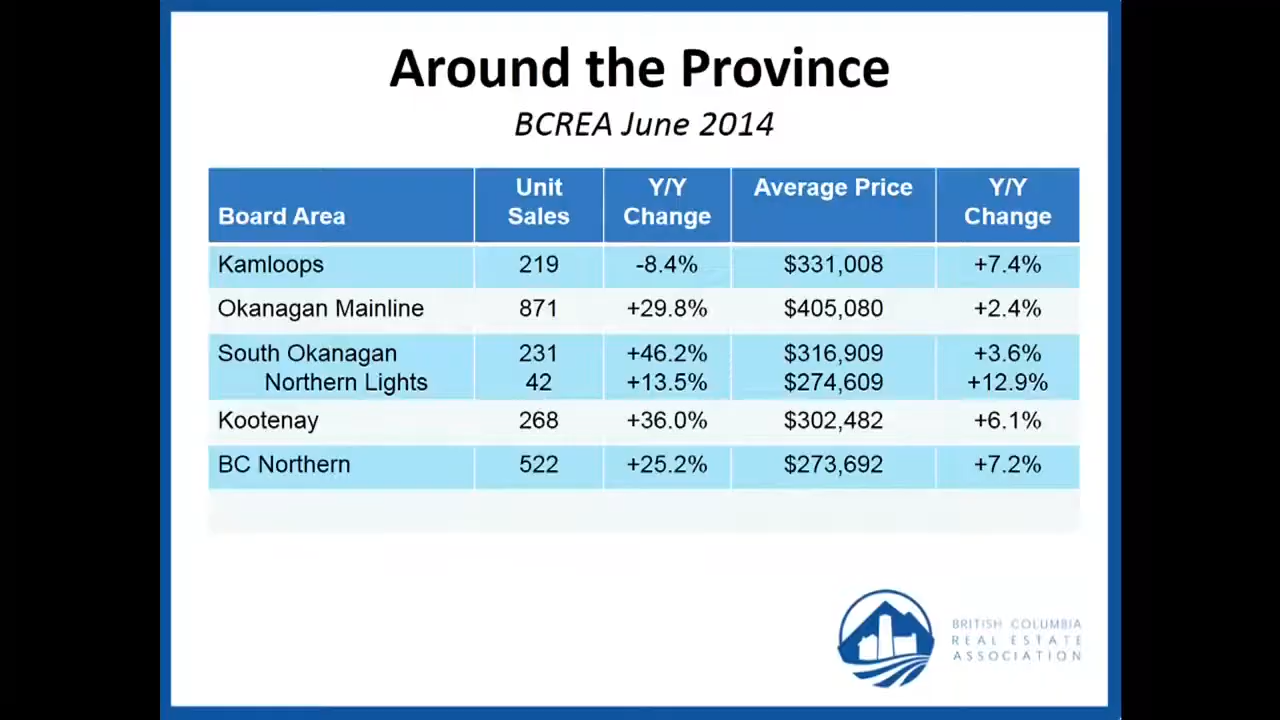 Around the Province
BCREA June 2014
Board Area Unit Sales Y/Y Change Average Price Y/Y Change
Kamloops 219 -8.4% $331,008 +7.4%
Okanagan Mainline 871 +29.8% $405,080 +2.4%
South Okanagan 231 +46.2% $316,909 +3.6%
Northern Lights 42 +13.5% $274,609 +12.9%
Kootenay 268 +36.0% $302,482 +6.1%
BC Northern 522 +25.2% $273,692 +7.2%
BRITISH COLUMBIA
REAL ESTATE
ASSOCIATION